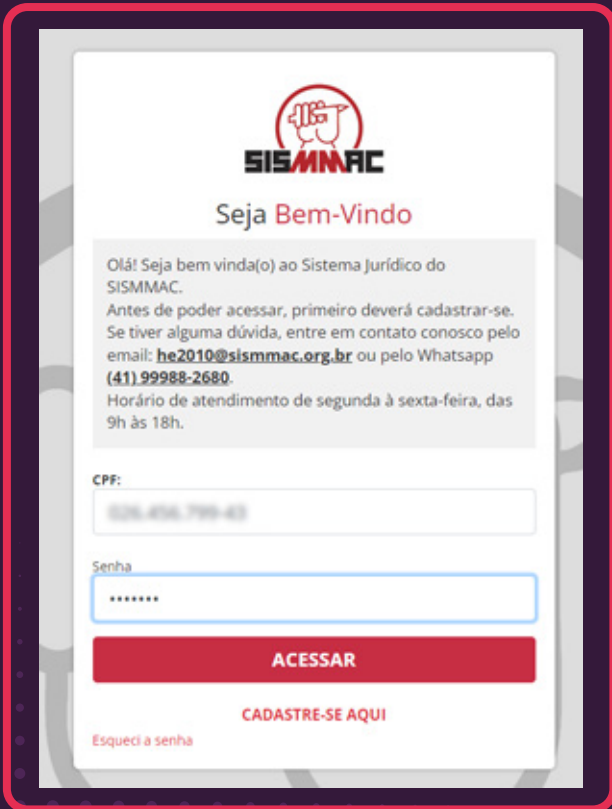 SISMMAC
Seja Bem-Vindo
Olá! Seja bem vinda(o) ao Sistema Jurídico do
SISMMAC.
Antes de poder acessar, primeiro deverá cadastrar-se.
Se tiver alguma dúvida, entre em contato conosco pelo
email: he2010@sismmac.org.br ou pelo Whatsapp
(41) 99988-2680.
Horário de atendimento de segunda à sexta-feira, das
9h às 18h.
CPF:
Senha
•••••••
ACESSAR
CADASTRE-SE AQUI
Esqueci a senha